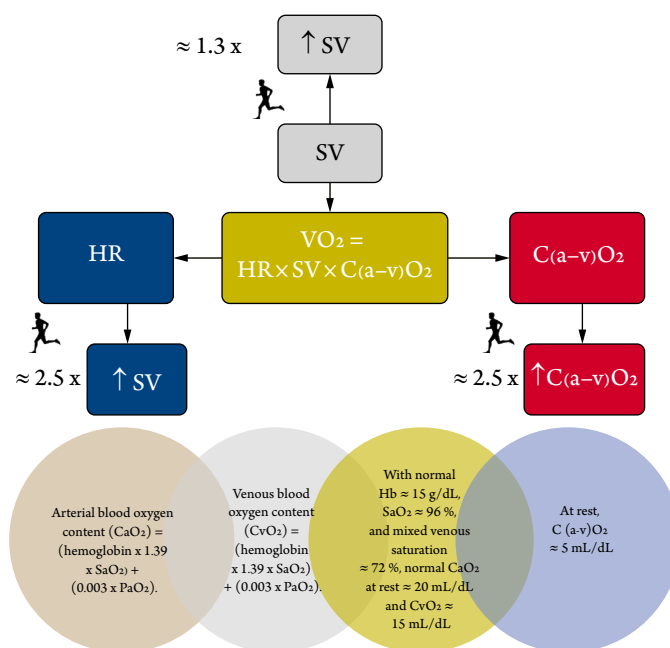 ≈ 1.3 x
↑ SV
SV
HR
VO₂ =
HR×SV×C(a–v)O₂
C(a–v)O₂
≈ 2.5 x
↑ SV
≈ 2.5 x
↑C(a–v)O₂
Arterial blood oxygen
content (CaO₂) =
(hemoglobin x 1.39
x SaO₂) +
(0.003 x PaO₂).
Venous blood
oxygen content
(CvO₂) =
(hemoglobin
x 1.39 x SaO₂)
+ (0.003 x PaO₂).
With normal
Hb ≈ 15 g/dL,
SaO₂ ≈ 96 %,
and mixed venous
saturation
≈ 72 %, normal CaO₂
at rest ≈ 20 mL/dL
and CvO₂ ≈
15 mL/dL
At rest,
C (a-v)O₂
≈ 5 mL/dL